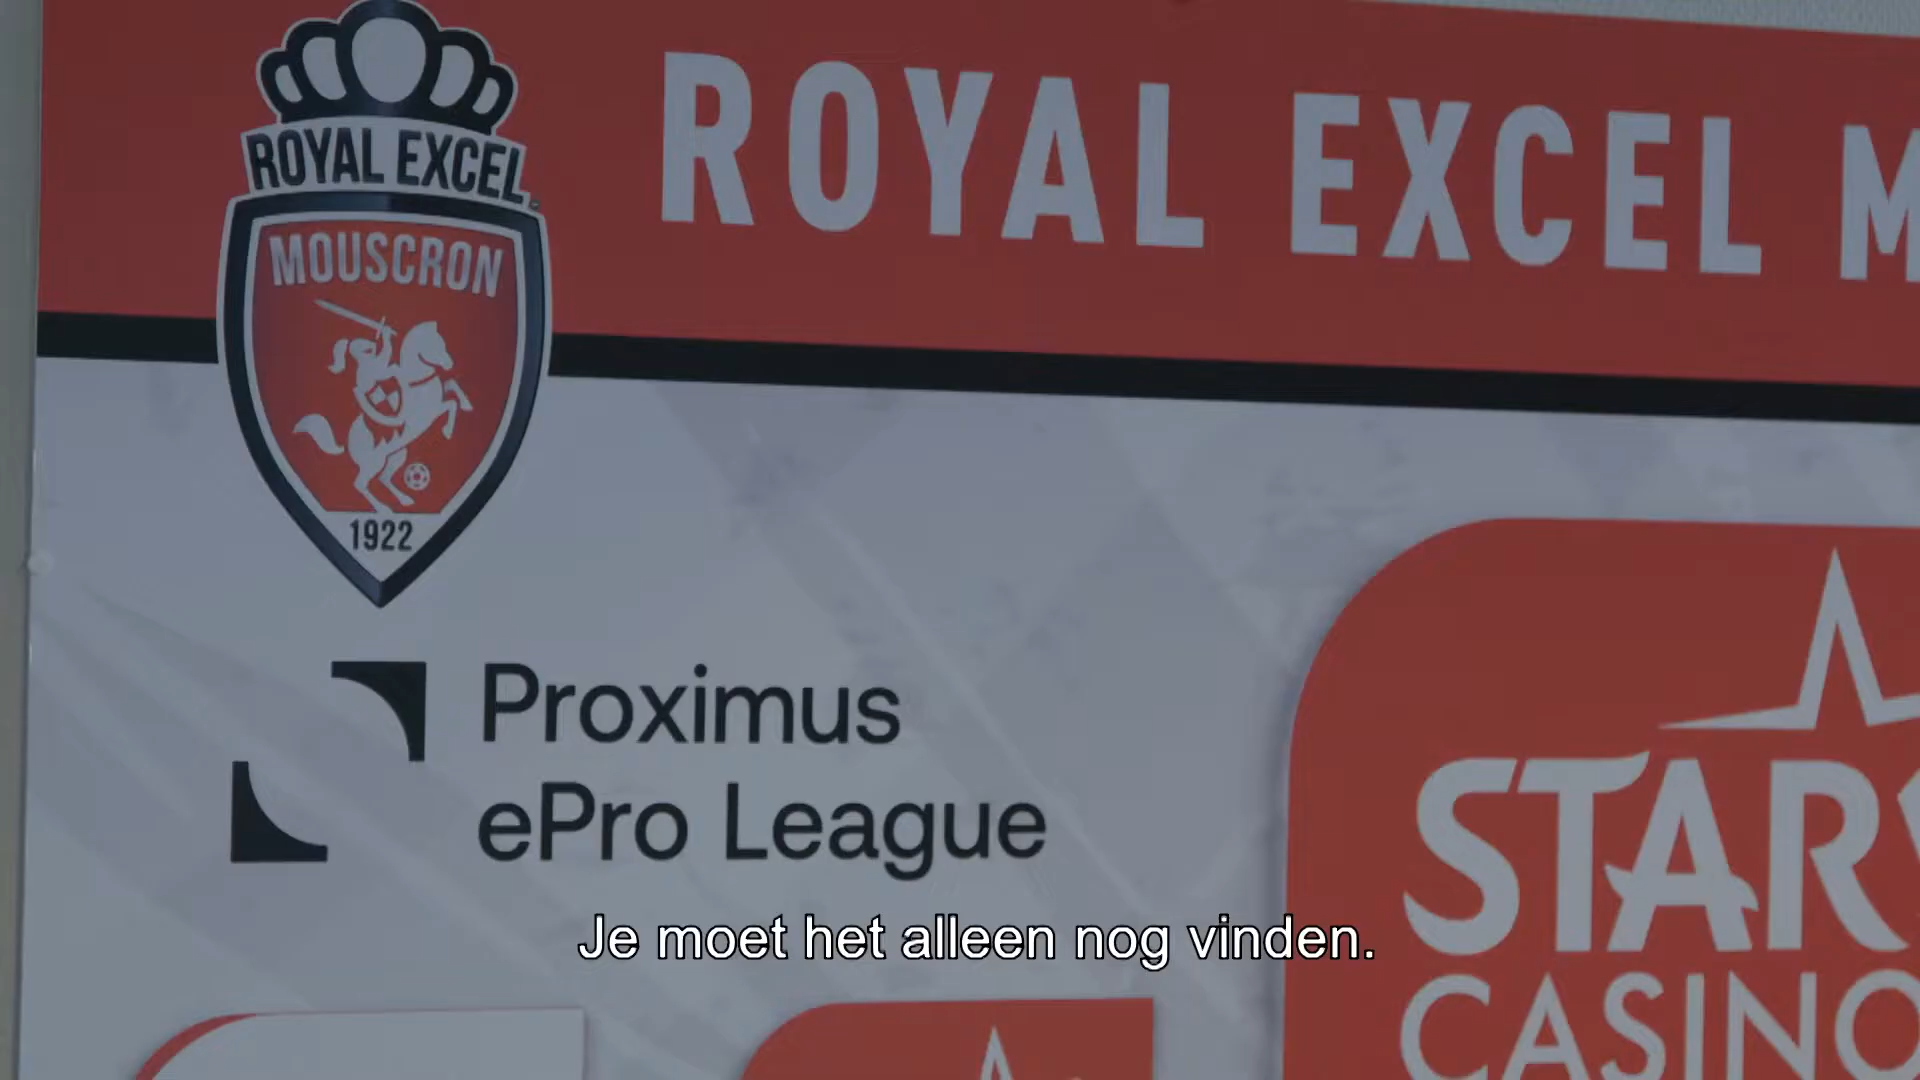 ROYAL EXCEL M
ROYAL EXCEL
MOUSCRON
1922
Proximus
ePro League
STAR
CASINO
Je moet het alleen nog vinden.